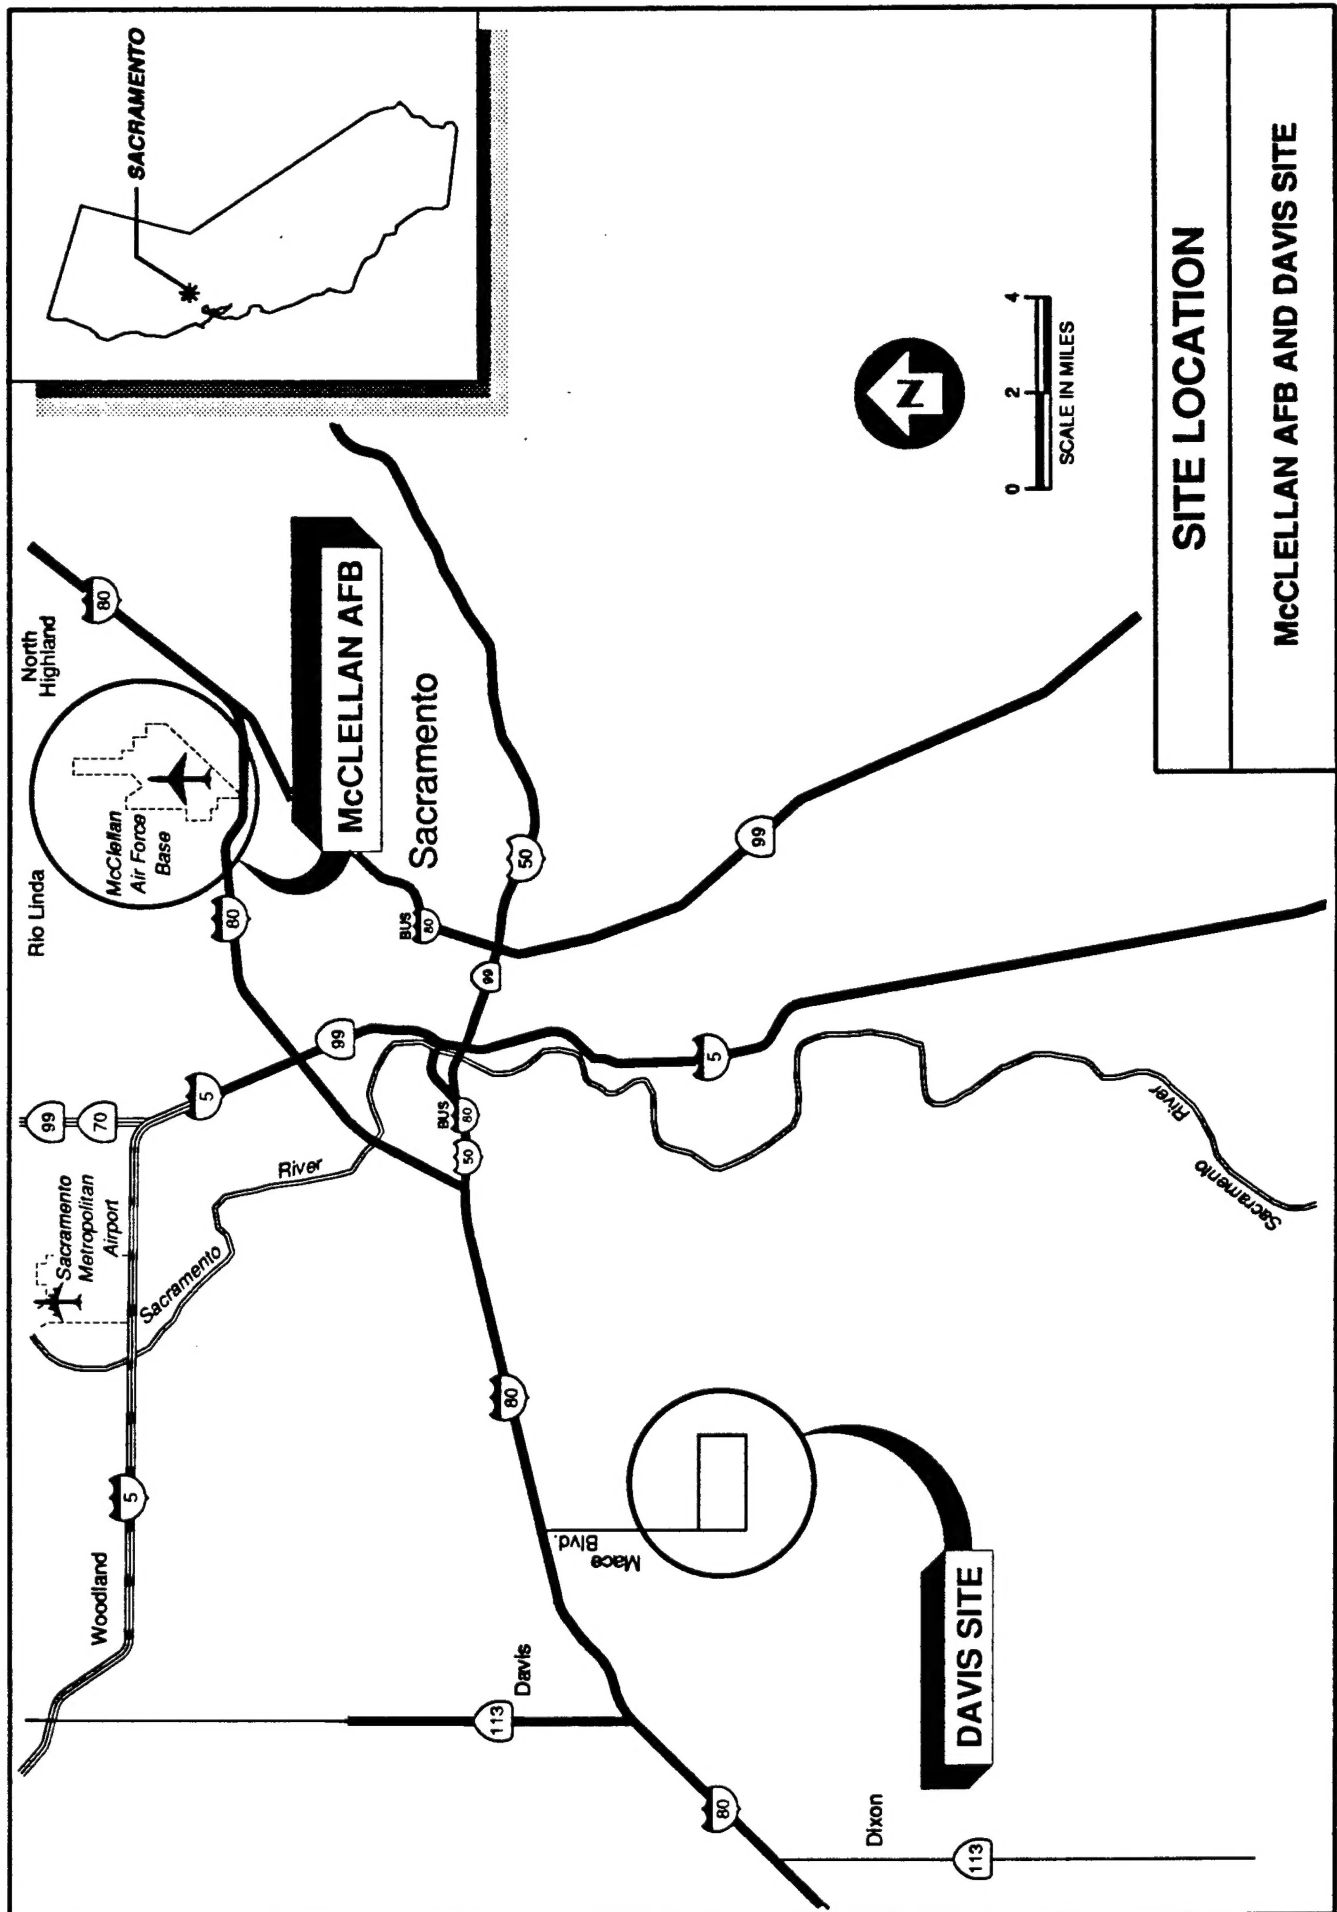 SACRAMENTO
North
Highland
80
Rio Linda
McClellan
Air Force
Base
99
70
Sacramento
Metropolitan
Airport
Woodland
5
5
80
Sacramento
River
99
McCLELLAN AFB
Sacramento
BUS
80
BUS
80
50
99
50
80
113
Davis
Mace
Blvd.
5
99
80
Dixon
113
DAVIS SITE
N
0 2 4
SCALE IN MILES
Sacramento
River
SITE LOCATION
McCLELLAN AFB AND DAVIS SITE